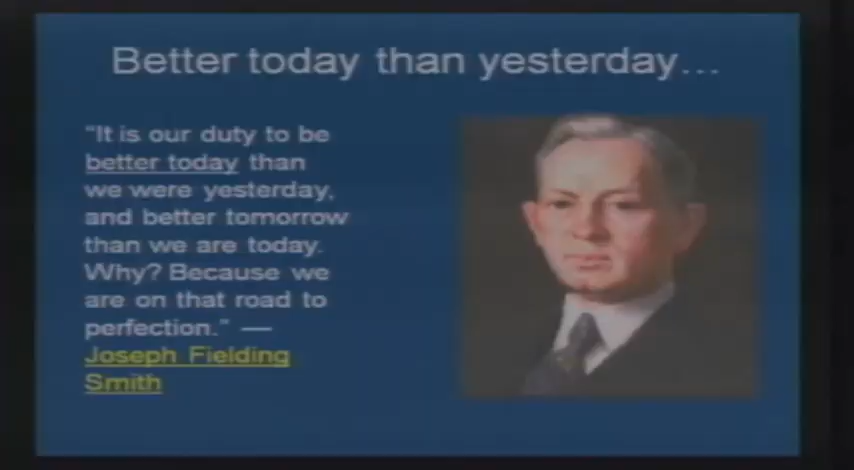 Better today than yesterday...
"It is our duty to be
better today than
we were yesterday,
and better tomorrow
than we are today.
Why? Because we
are on that road to
perfection." —
Joseph Fielding
Smith